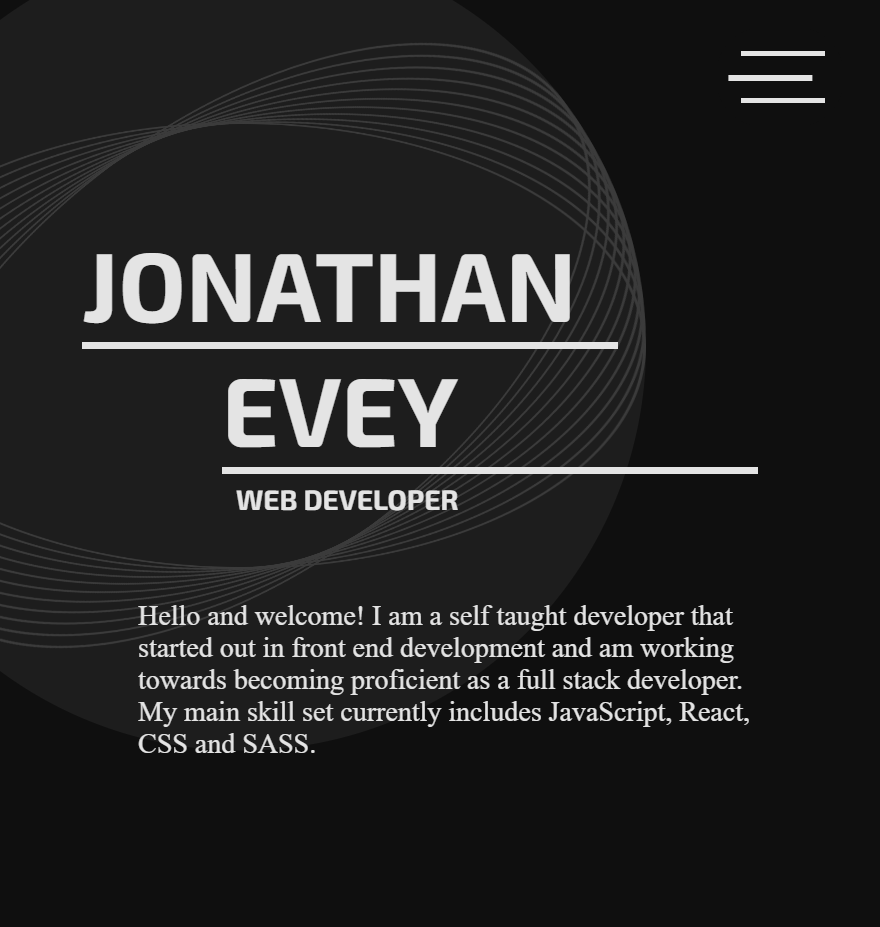 JONATHAN
EVEY
WEB DEVELOPER
Hello and welcome! I am a self taught developer that
started out in front end development and am working
towards becoming proficient as a full stack developer.
My main skill set currently includes JavaScript, React,
CSS and SASS.